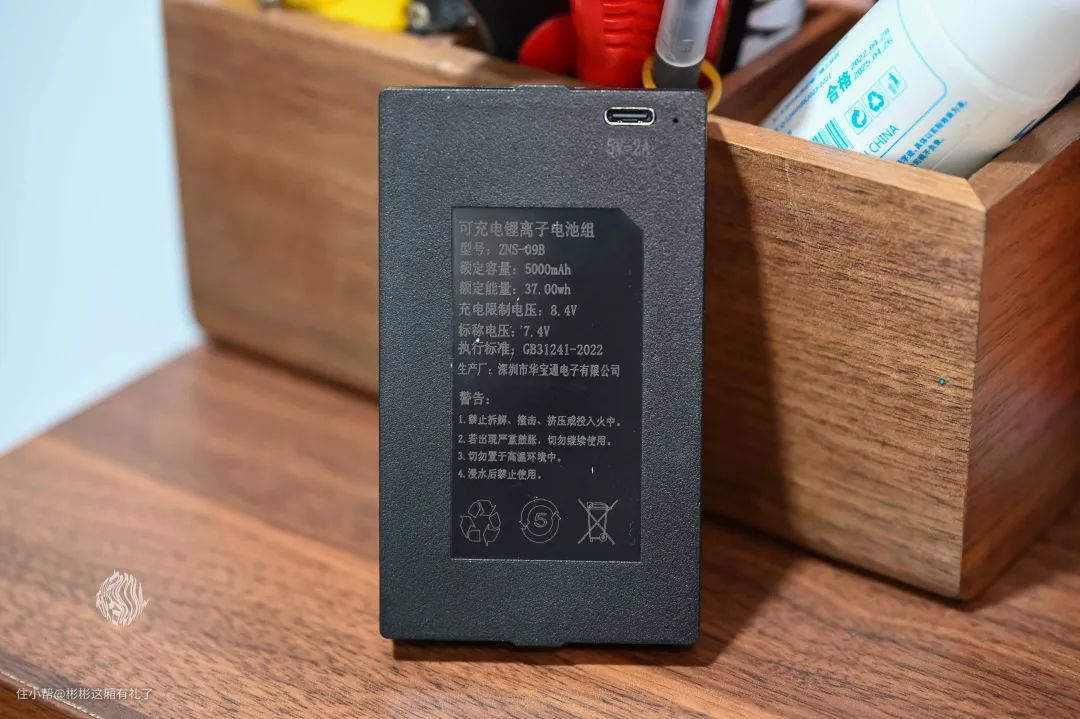 5V⎓2A
可充电锂离子电池组
型号：ZNS-09B
额定容量：5000mAh
额定能量：37.00wh
充电限制电压：8.4V
标称电压：7.4V
执行标准：GB31241-2022
生产厂：深圳市华宝通电子有限公司
警告：
1.禁止拆解、撞击、挤压或投入火中。
2.若出现严重鼓胀，切勿继续使用。
3.切勿置于高温环境中。
4.浸水后禁止使用。
5
合格
2022.04.28
2025.04.26
CHINA
住小帮@彬彬这厢有礼了